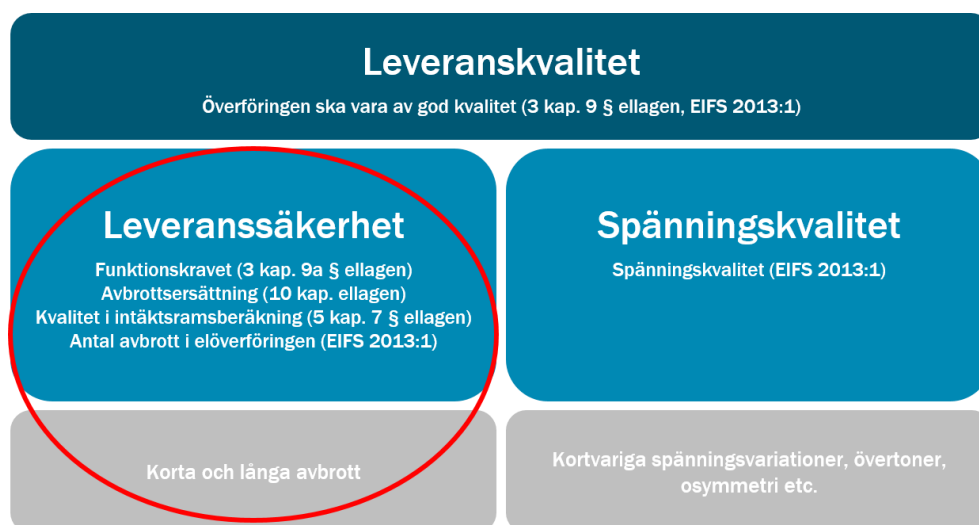 Leveranskvalitet
Överföringen ska vara av god kvalitet (3 kap. 9 § ellagen, EIFS 2013:1)
Leveranssäkerhet
Funktionskravet (3 kap. 9a § ellagen)
Avbrottsersättning (10 kap. ellagen)
Kvalitet i intäktsramsberäkning (5 kap. 7 § ellagen)
Antal avbrott i elöverföringen (EIFS 2013:1)
Spänningskvalitet
Spänningskvalitet (EIFS 2013:1)
Korta och långa avbrott
Kortvariga spänningsvariationer, övertoner,
osymmetri etc.